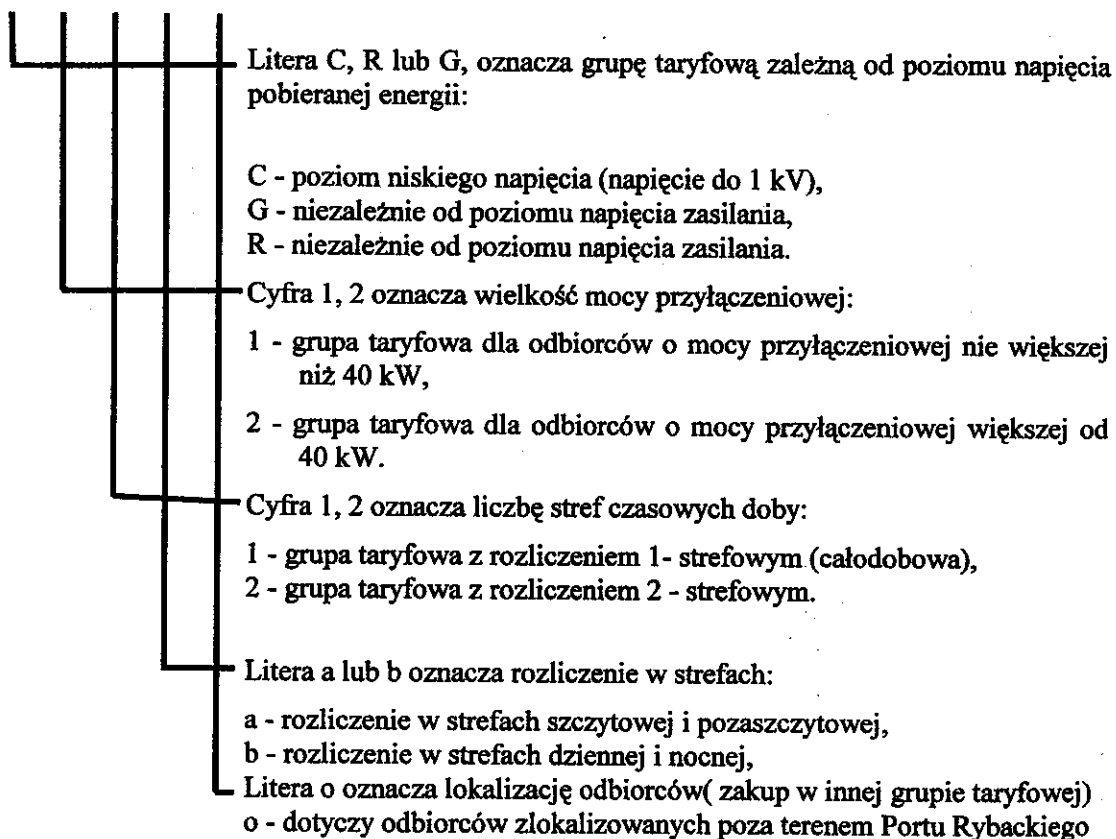 Litera C, R lub G, oznacza grupę taryfową zależną od poziomu napięcia
pobieranej energii:
C - poziom niskiego napięcia (napięcie do 1 kV),
G - niezależnie od poziomu napięcia zasilania,
R - niezależnie od poziomu napięcia zasilania.
Cyfra 1, 2 oznacza wielkość mocy przyłączeniowej:
1 - grupa taryfowa dla odbiorców o mocy przyłączeniowej nie większej
niż 40 kW,
2 - grupa taryfowa dla odbiorców o mocy przyłączeniowej większej od
40 kW.
Cyfra 1, 2 oznacza liczbę stref czasowych doby:
1 - grupa taryfowa z rozliczeniem 1- strefowym (całodobowa),
2 - grupa taryfowa z rozliczeniem 2 - strefowym.
Litera a lub b oznacza rozliczenie w strefach:
a - rozliczenie w strefach szczytowej i pozaszczytowej,
b - rozliczenie w strefach dziennej i nocnej,
Litera o oznacza lokalizację odbiorców( zakup w innej grupie taryfowej)
o - dotyczy odbiorców zlokalizowanych poza terenem Portu Rybackiego